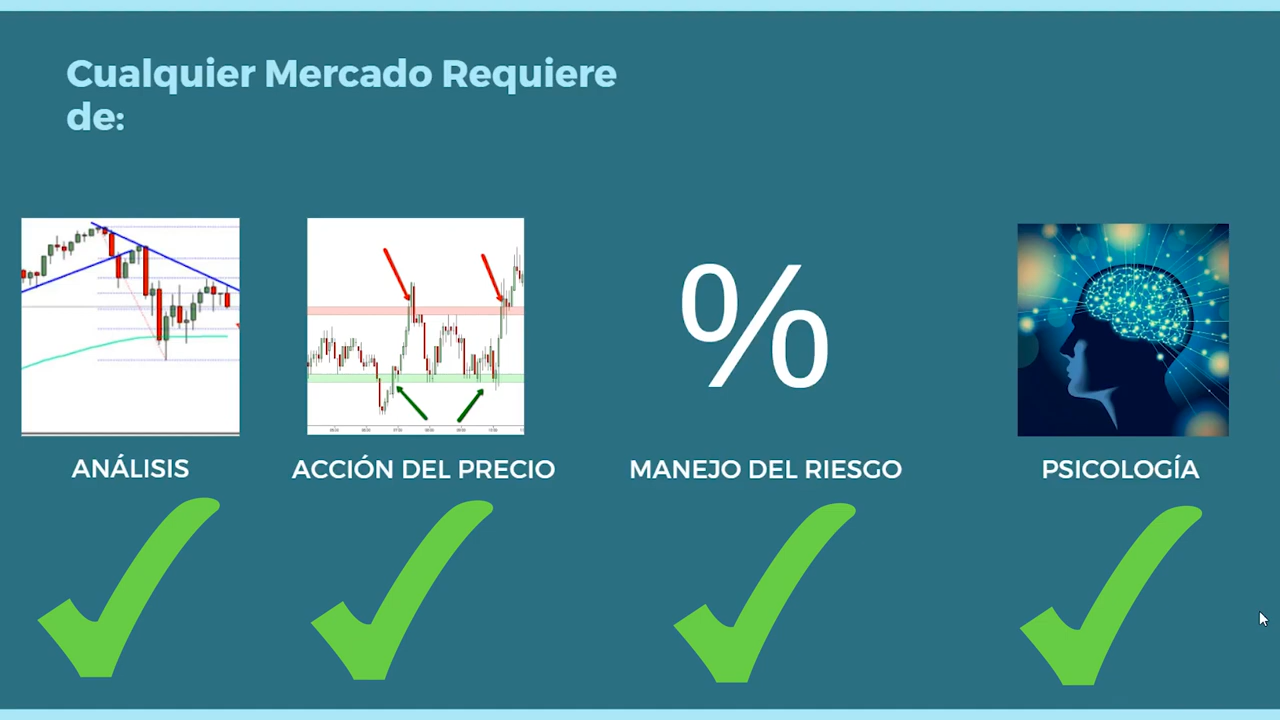 Cualquier Mercado Requiere
de:
%
ANÁLISIS
ACCIÓN DEL PRECIO
MANEJO DEL RIESGO
PSICOLOGÍA